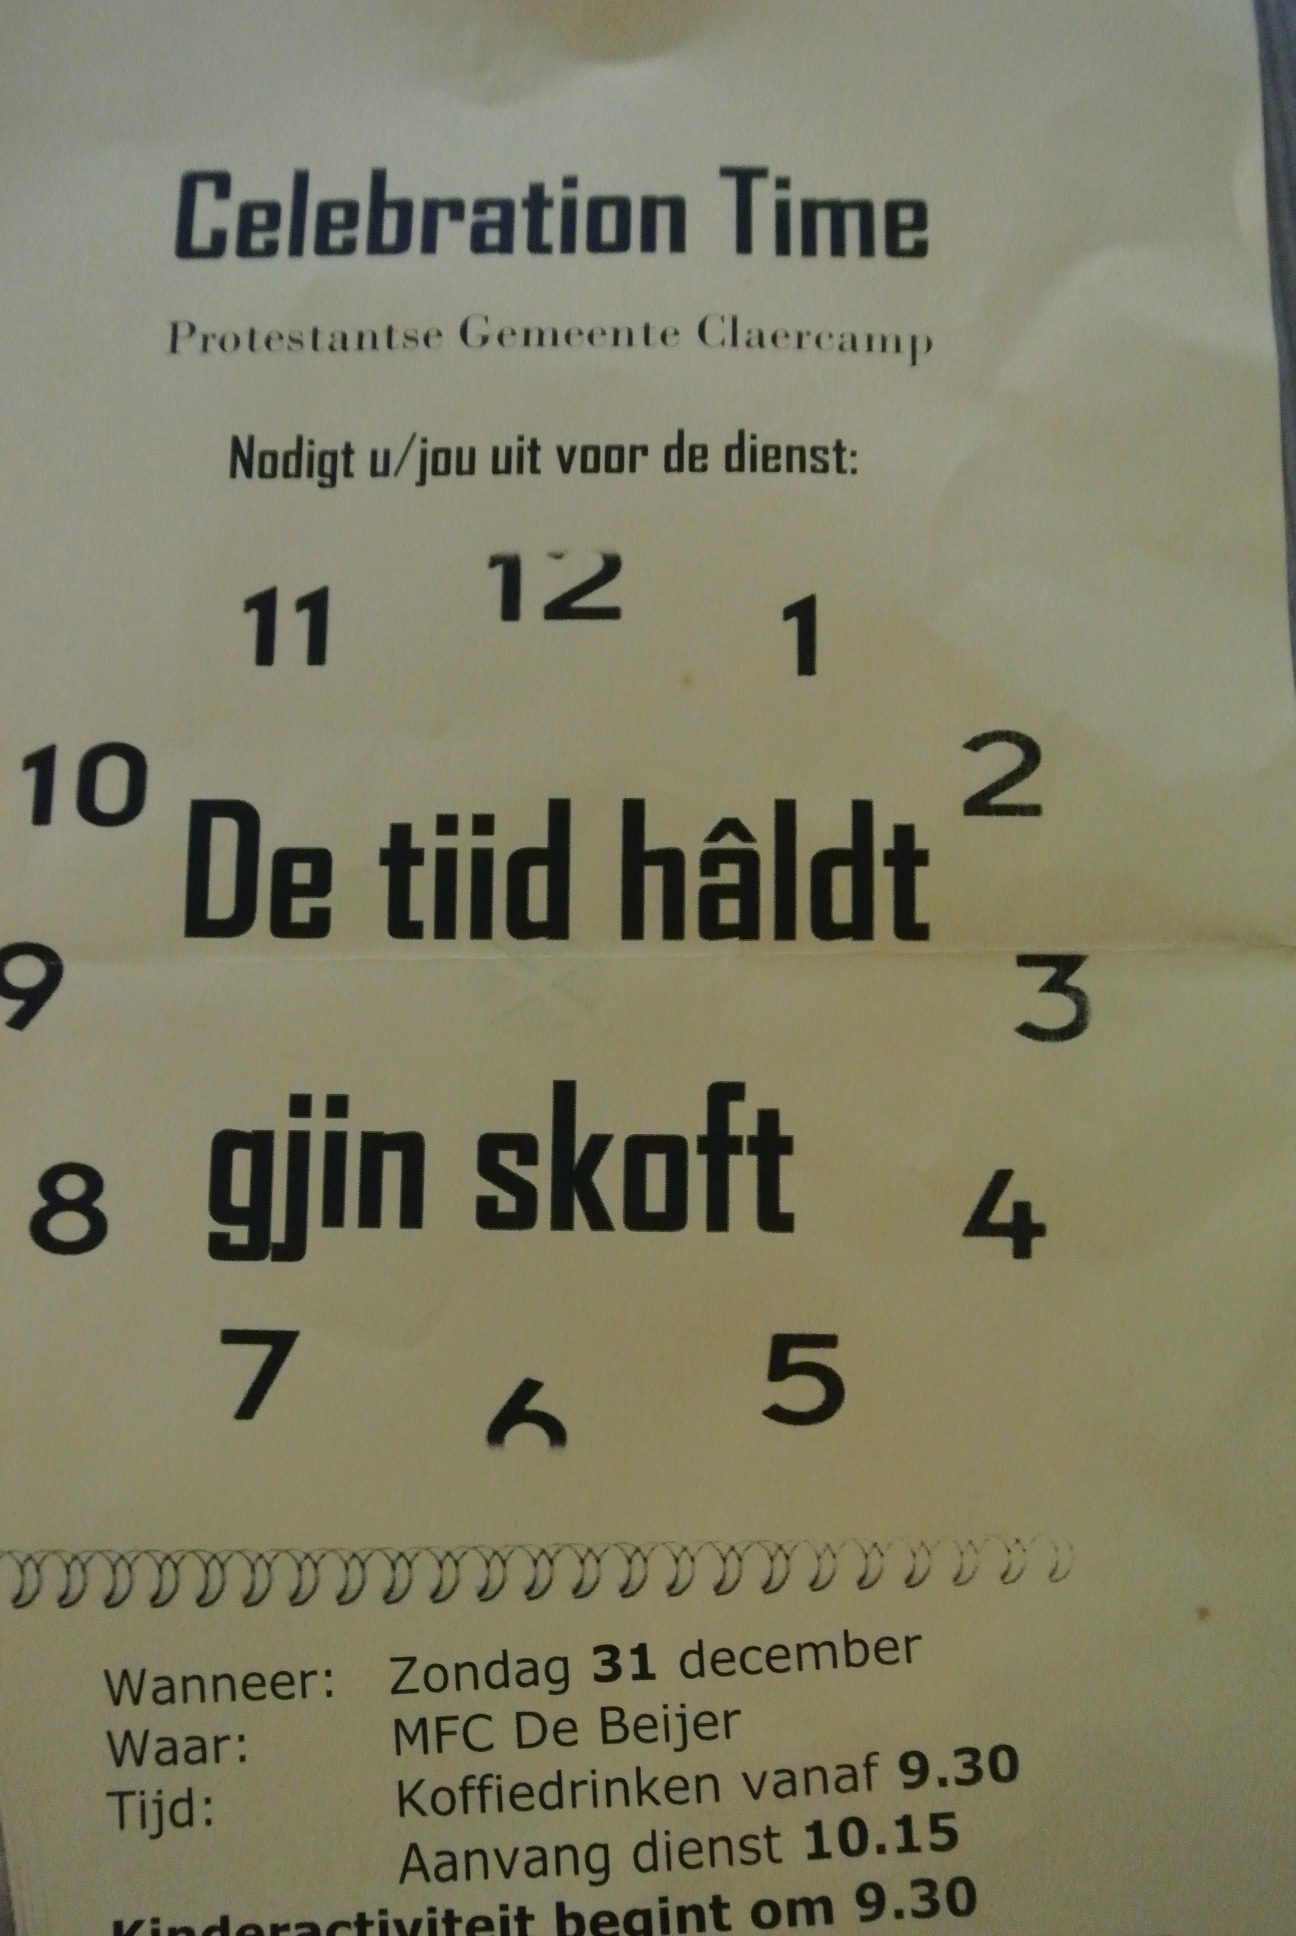 Celebration Time
Protestantse Gemeente Claercamp
Nodigt u/jou uit voor de dienst:
11 12 1
10 2
De tiid hâldt
9 3
gjin skoft
8 4
7 6 5
Wanneer: Zondag 31 december
Waar: MFC De Beijer
Tijd: Koffiedrinken vanaf 9.30
Aanvang dienst 10.15
Kinderactiviteit begint om 9.30